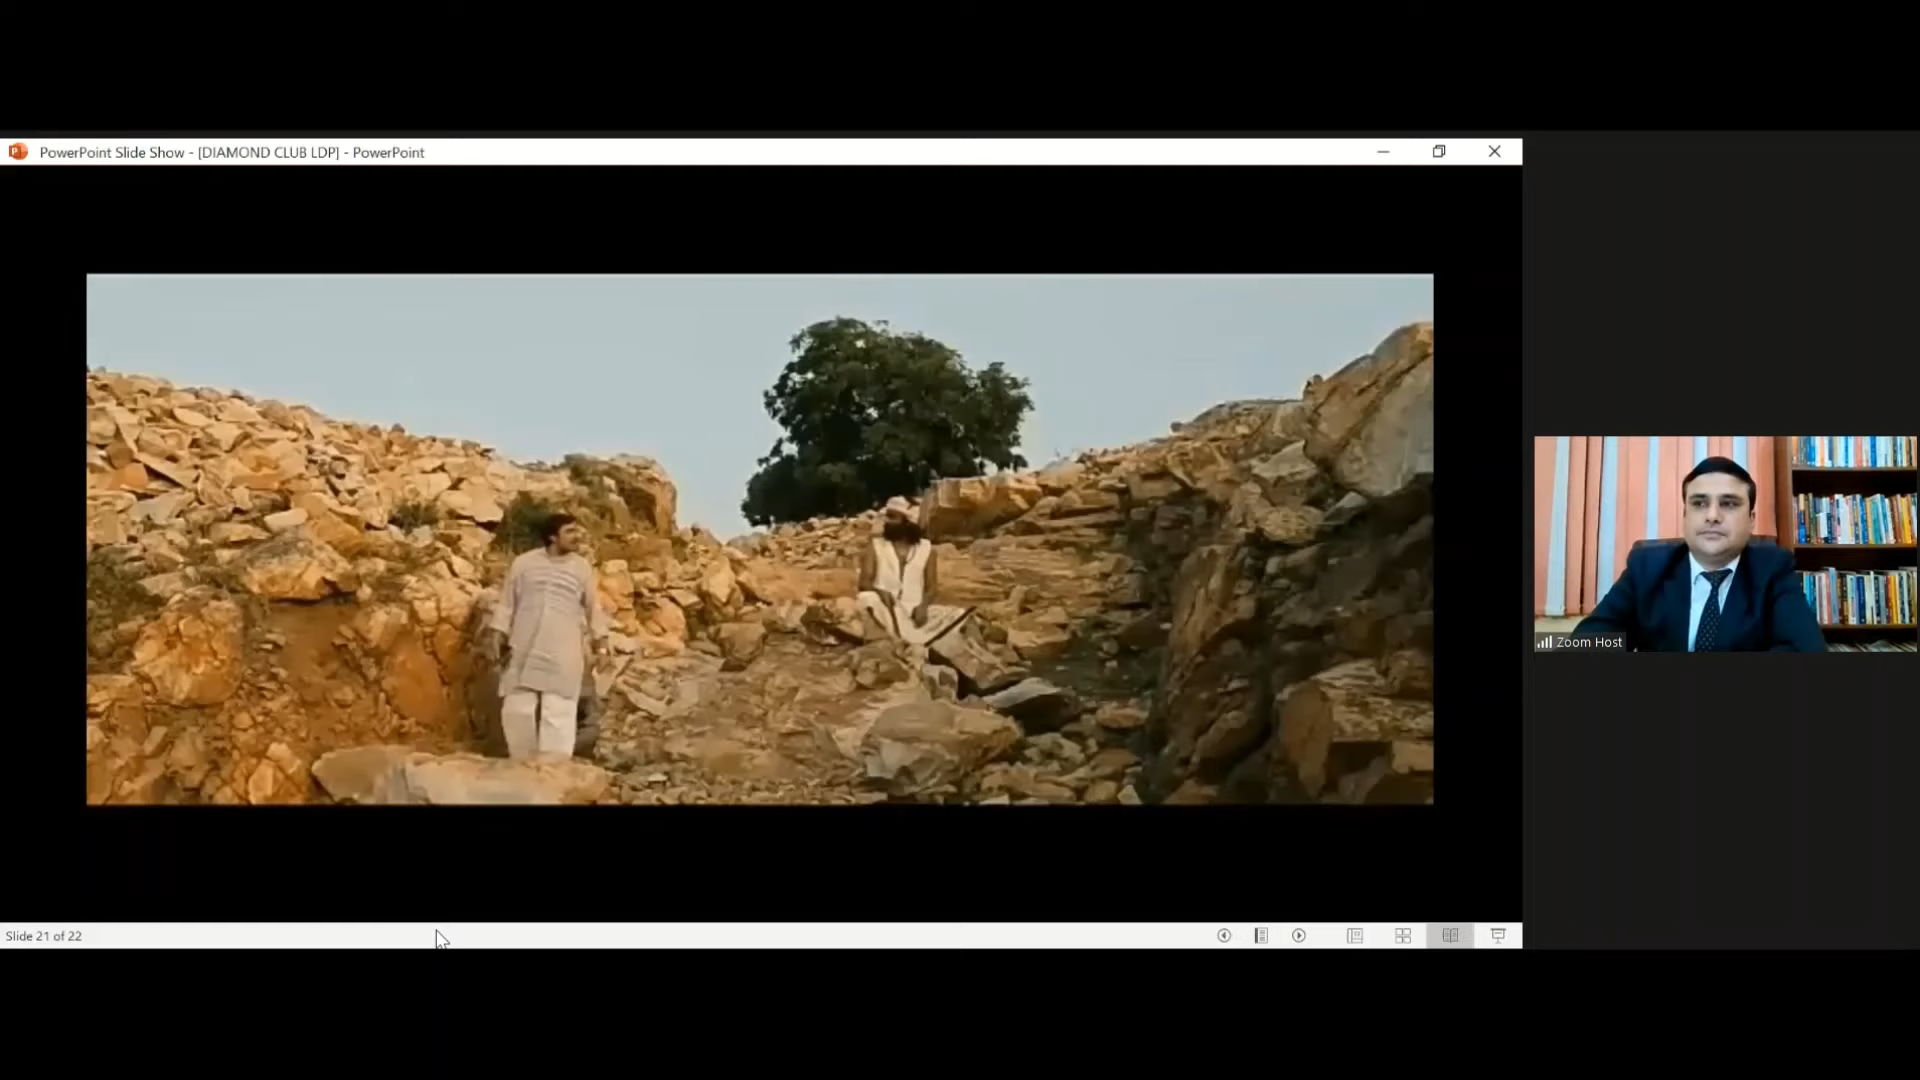 PowerPoint Slide Show - [DIAMOND CLUB LDP] - PowerPoint
Zoom Host
Slide 21 of 22